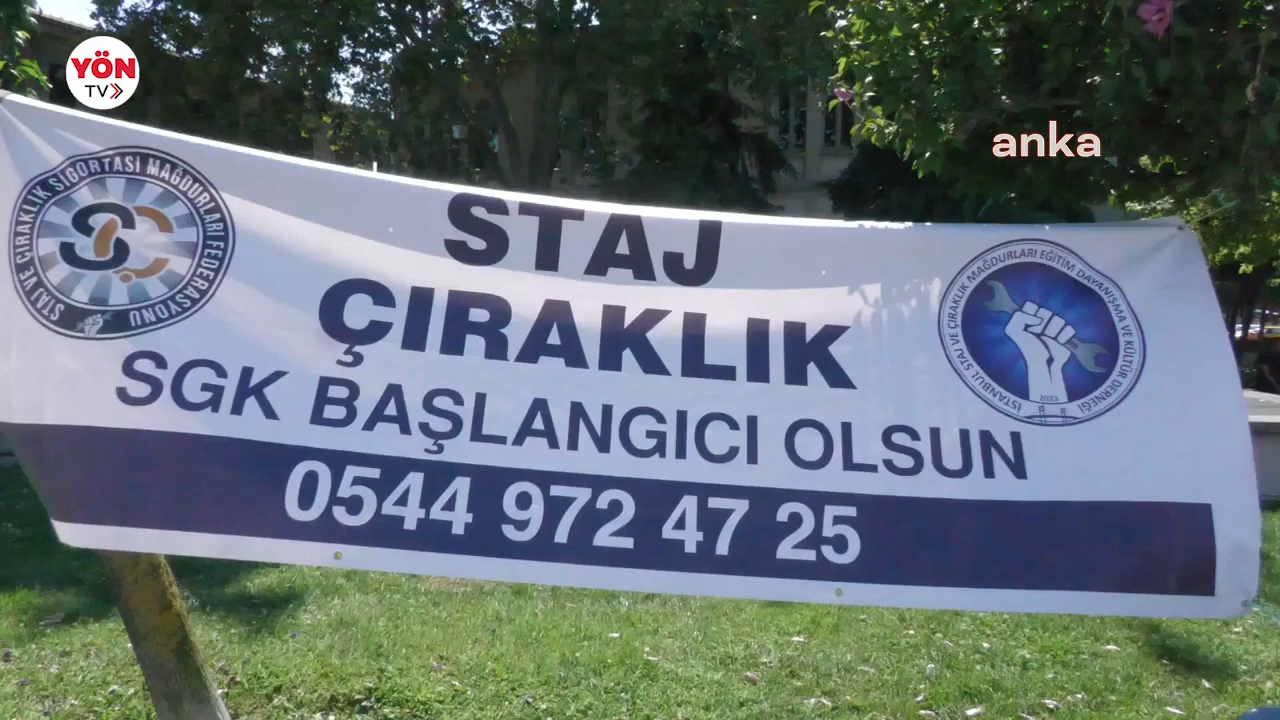 YÖN
TV
anka
STAJ VE ÇIRAKLIK SİGORTASI MAĞDURLARI FEDERASYONU
STAJ
ÇIRAKLIK
SGK BAŞLANGICI OLSUN
0544 972 47 25
İSTANBUL STAJ VE ÇIRAKLIK MAĞDURLARI EĞİTİM DAYANIŞMA VE KÜLTÜR DERNEĞİ
2023